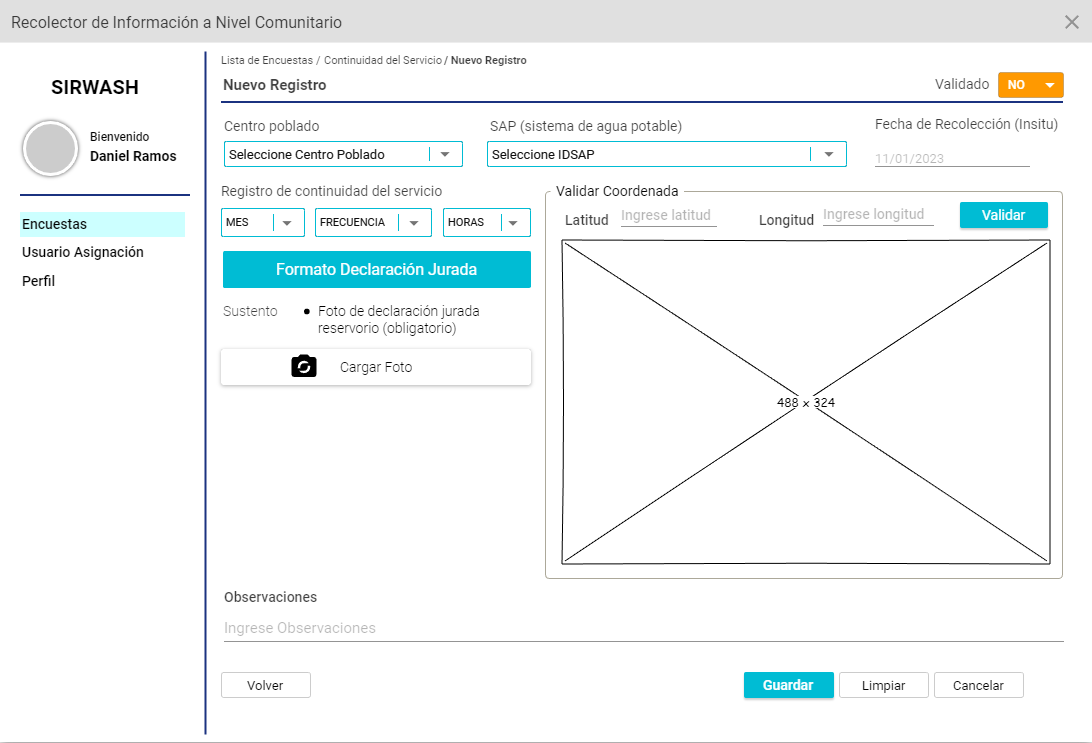 Recolector de Información a Nivel Comunitario
SIRWASH
Bienvenido
Daniel Ramos
Encuestas
Usuario Asignación
Perfil
Lista de Encuestas / Continuidad del Servicio / Nuevo Registro
Nuevo Registro
Validado NO
Centro poblado
Seleccione Centro Poblado
SAP (sistema de agua potable)
Seleccione IDSAP
Fecha de Recolección (Insitu)
11/01/2023
Registro de continuidad del servicio
MES FRECUENCIA HORAS
Formato Declaración Jurada
Sustento • Foto de declaración jurada
reservorio (obligatorio)
Cargar Foto
Validar Coordenada
Latitud Ingrese latitud Longitud Ingrese longitud Validar
488 x 324
Observaciones
Ingrese Observaciones
Volver Guardar Limpiar Cancelar